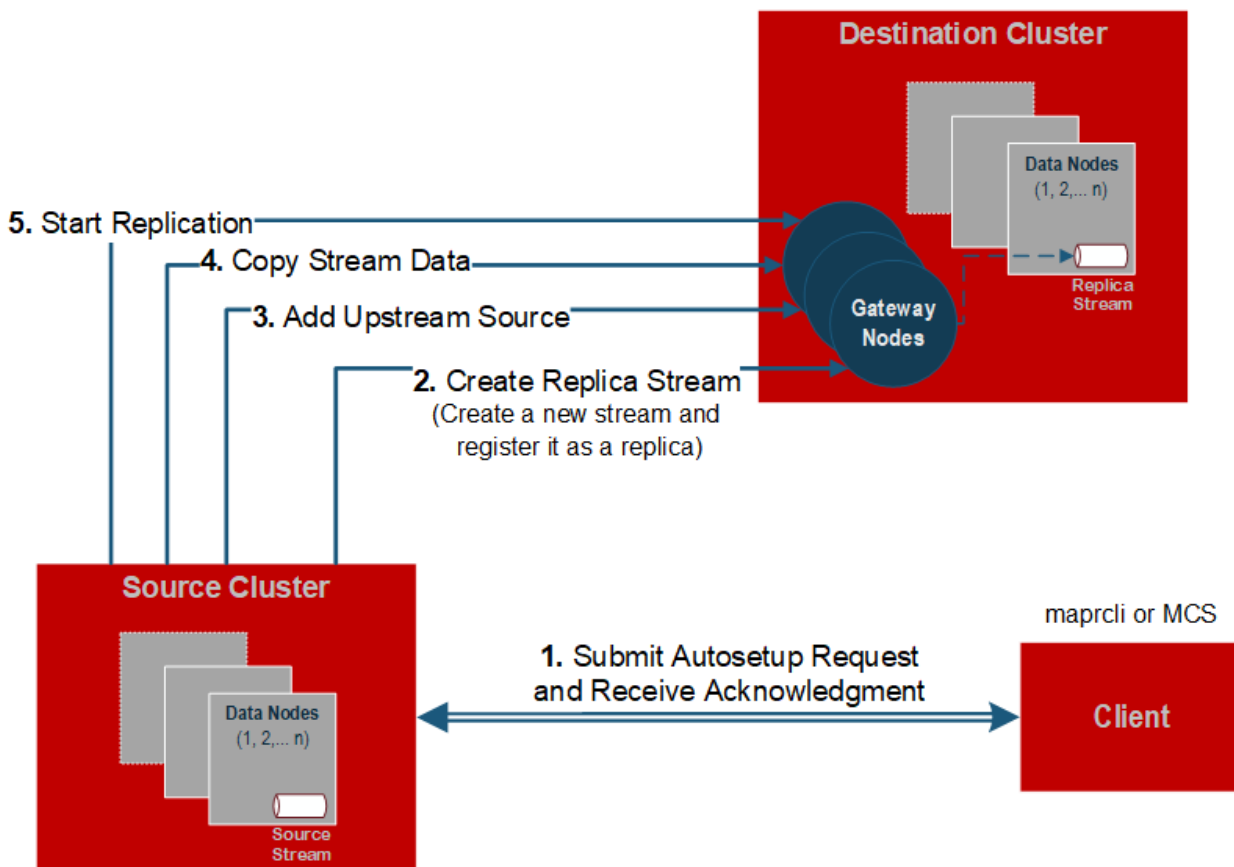 Destination Cluster
Data Nodes
(1, 2,... n)
Replica
Stream
Gateway
Nodes
5. Start Replication
4. Copy Stream Data
3. Add Upstream Source
2. Create Replica Stream
(Create a new stream and
register it as a replica)
Source Cluster
Data Nodes
(1, 2,... n)
Source
Stream
1. Submit Autosetup Request
and Receive Acknowledgment
maprcli or MCS
Client